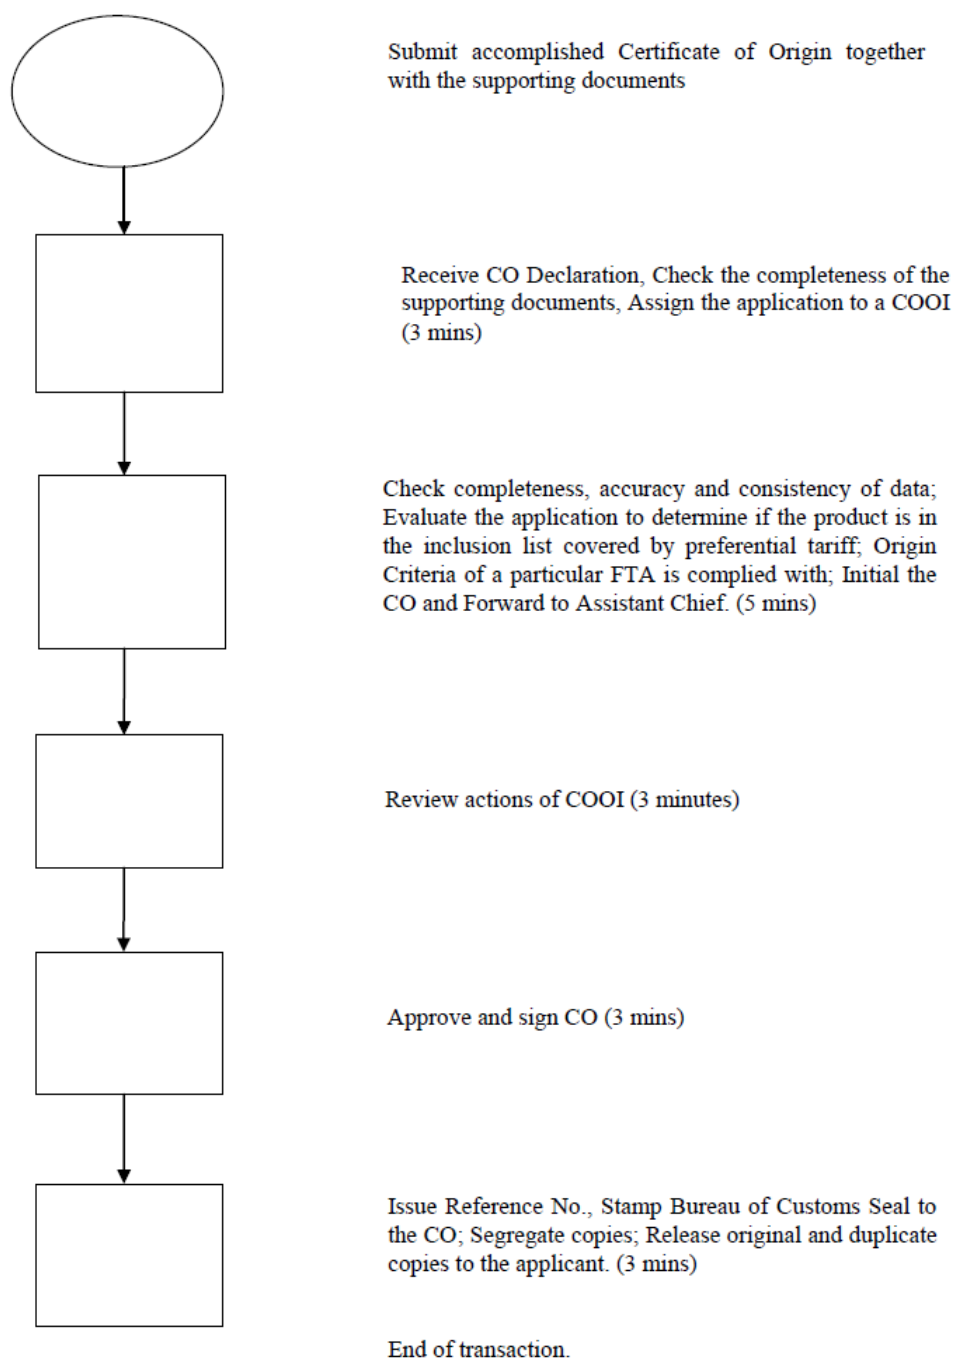 Submit accomplished Certificate of Origin together
with the supporting documents
Receive CO Declaration, Check the completeness of the
supporting documents, Assign the application to a COOI
(3 mins)
Check completeness, accuracy and consistency of data;
Evaluate the application to determine if the product is in
the inclusion list covered by preferential tariff; Origin
Criteria of a particular FTA is complied with; Initial the
CO and Forward to Assistant Chief. (5 mins)
Review actions of COOI (3 minutes)
Approve and sign CO (3 mins)
Issue Reference No., Stamp Bureau of Customs Seal to
the CO; Segregate copies; Release original and duplicate
copies to the applicant. (3 mins)
End of transaction.